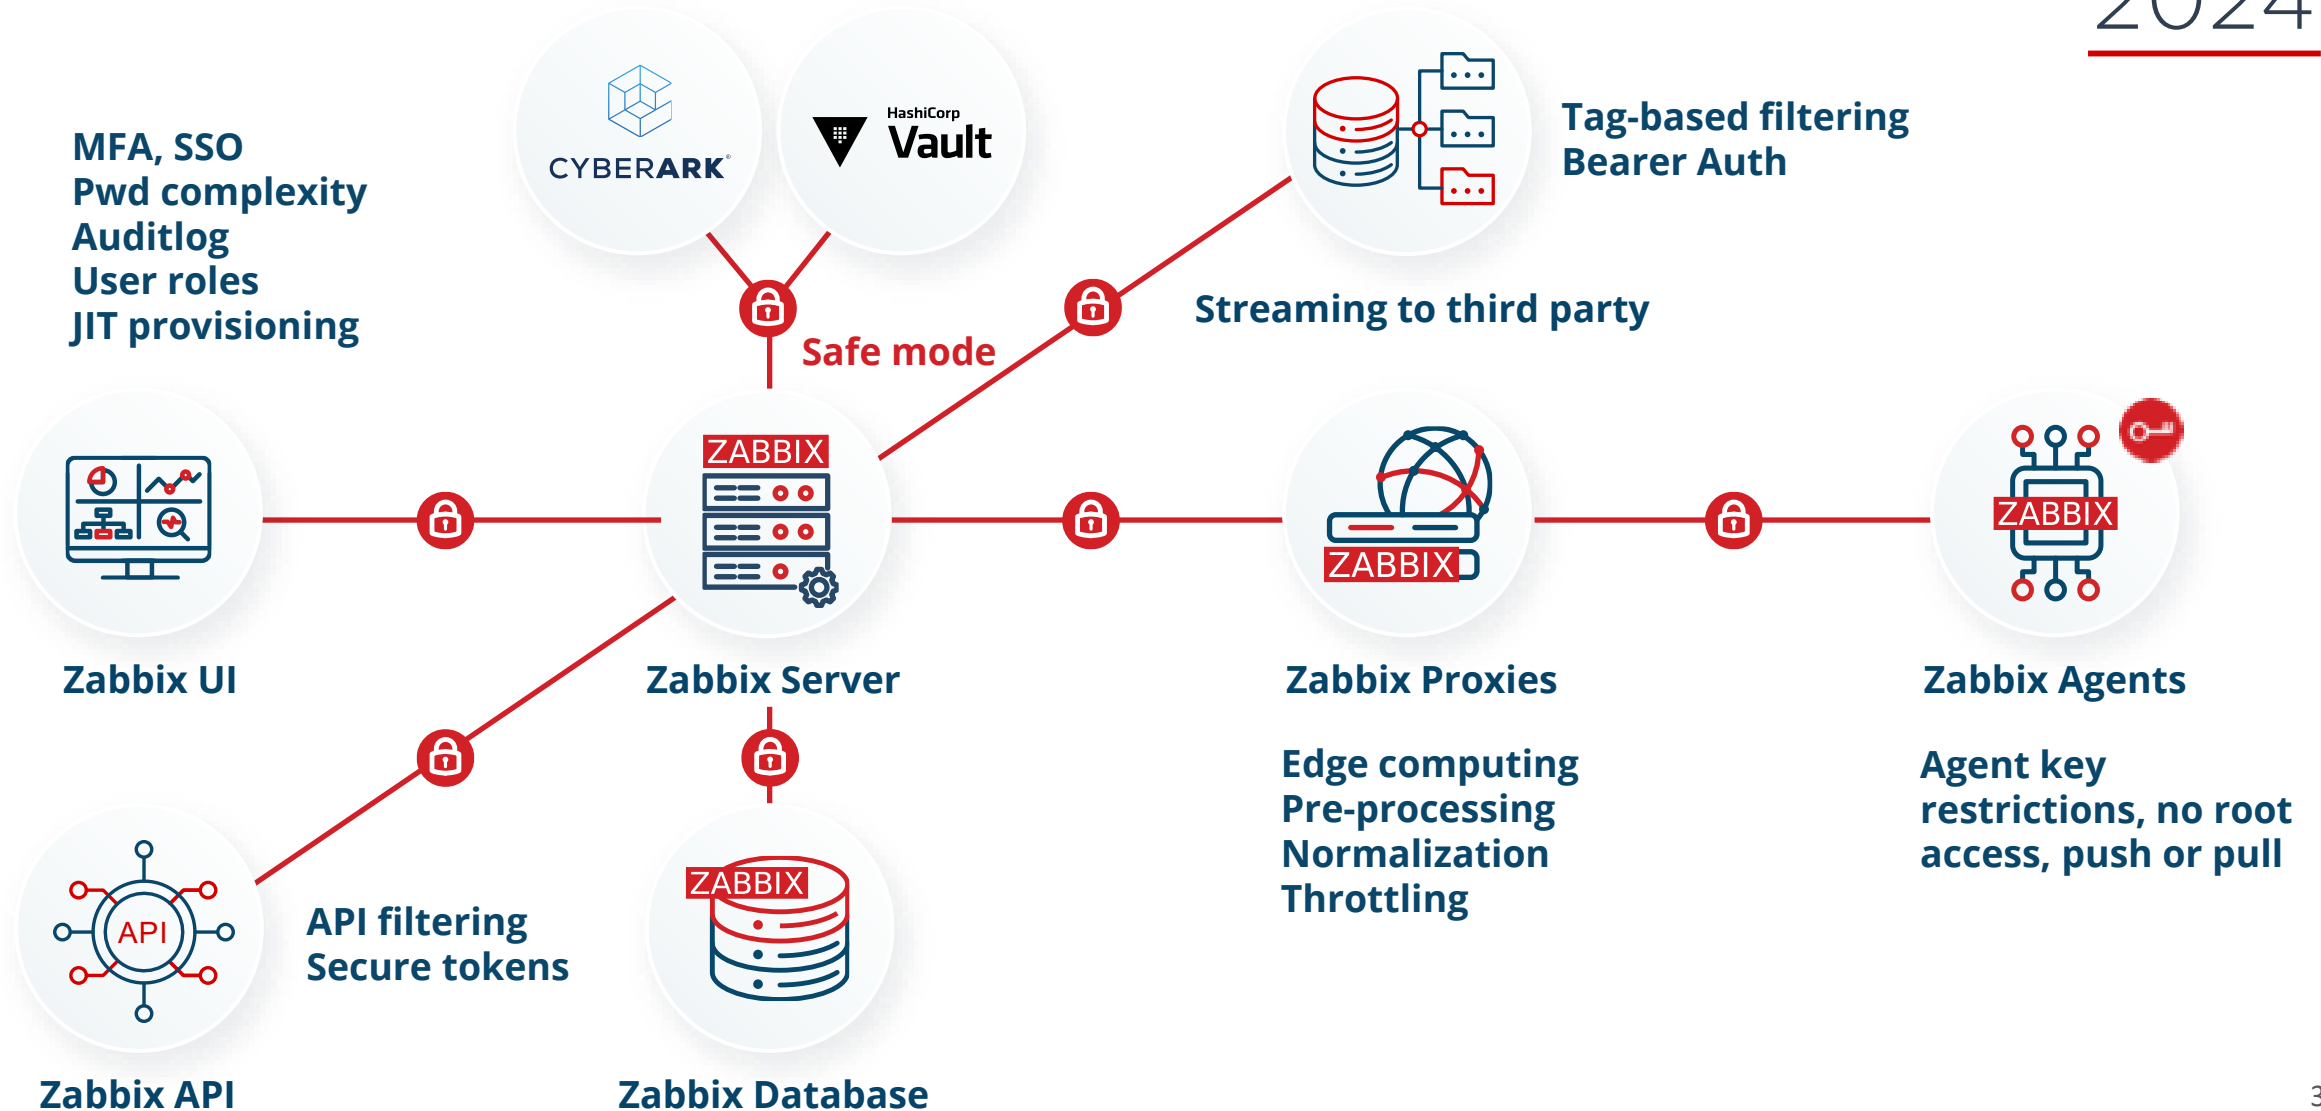 2024
MFA, SSO
Pwd complexity
Auditlog
User roles
JIT provisioning
CYBERARK®
HashiCorp
Vault
Tag-based filtering
Bearer Auth
Streaming to third party
Safe mode
ZABBIX
ZABBIX
ZABBIX
Zabbix UI
Zabbix Server
Zabbix Proxies
Zabbix Agents
Edge computing
Pre-processing
Normalization
Throttling
Agent key
restrictions, no root
access, push or pull
API
API filtering
Secure tokens
ZABBIX
Zabbix API
Zabbix Database
3